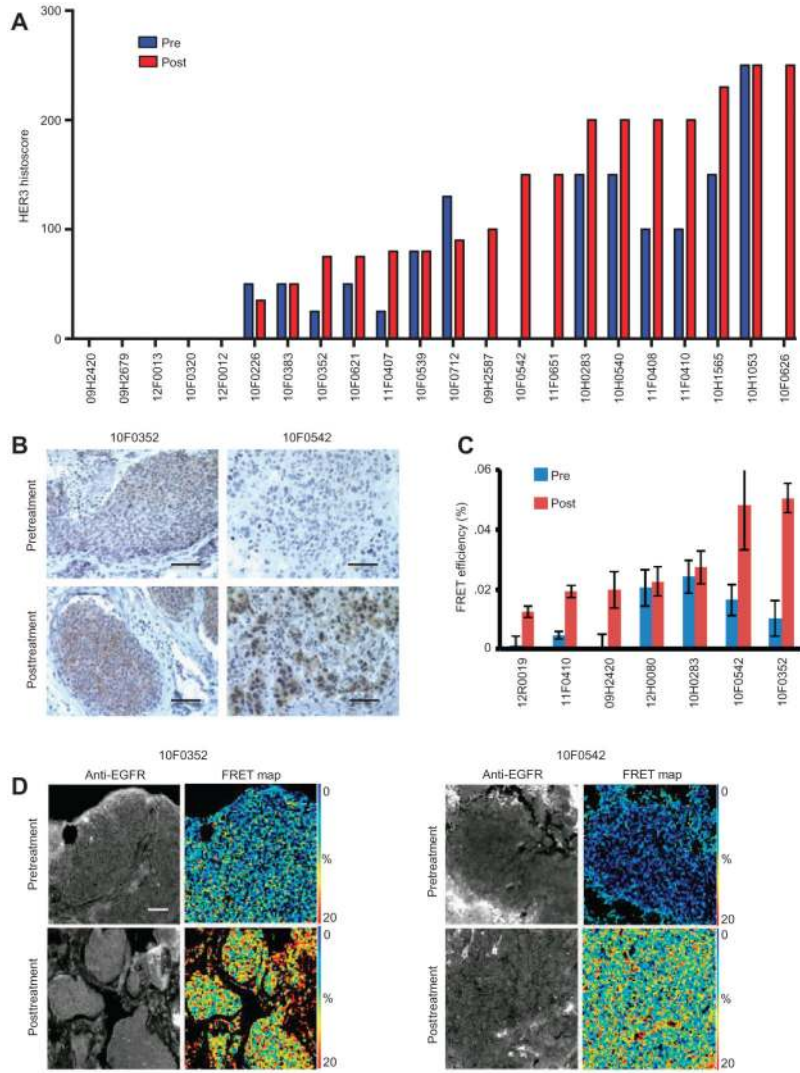 A
300
200
100
0
HER3 histoscore
Pre
Post
09H2420
09H2679
12F0013
10F0320
12F0012
10F0226
10F0383
10F0352
10F0621
11F0407
10F0539
10F0712
09H2587
10F0542
11F0651
10H0283
10H0540
11F0408
11F0410
10H1565
10H1053
10F0626
B
10F0352
10F0542
Pretreatment
Posttreatment
C
.06
.04
.02
0
FRET efficiency (%)
Pre
Post
12R0019
11F0410
09H2420
12H0080
10H0283
10F0542
10F0352
D
10F0352
Anti-EGFR
FRET map
Pretreatment
0
%
20
Posttreatment
0
%
20
10F0542
Anti-EGFR
FRET map
Pretreatment
0
%
20
Posttreatment
0
%
20